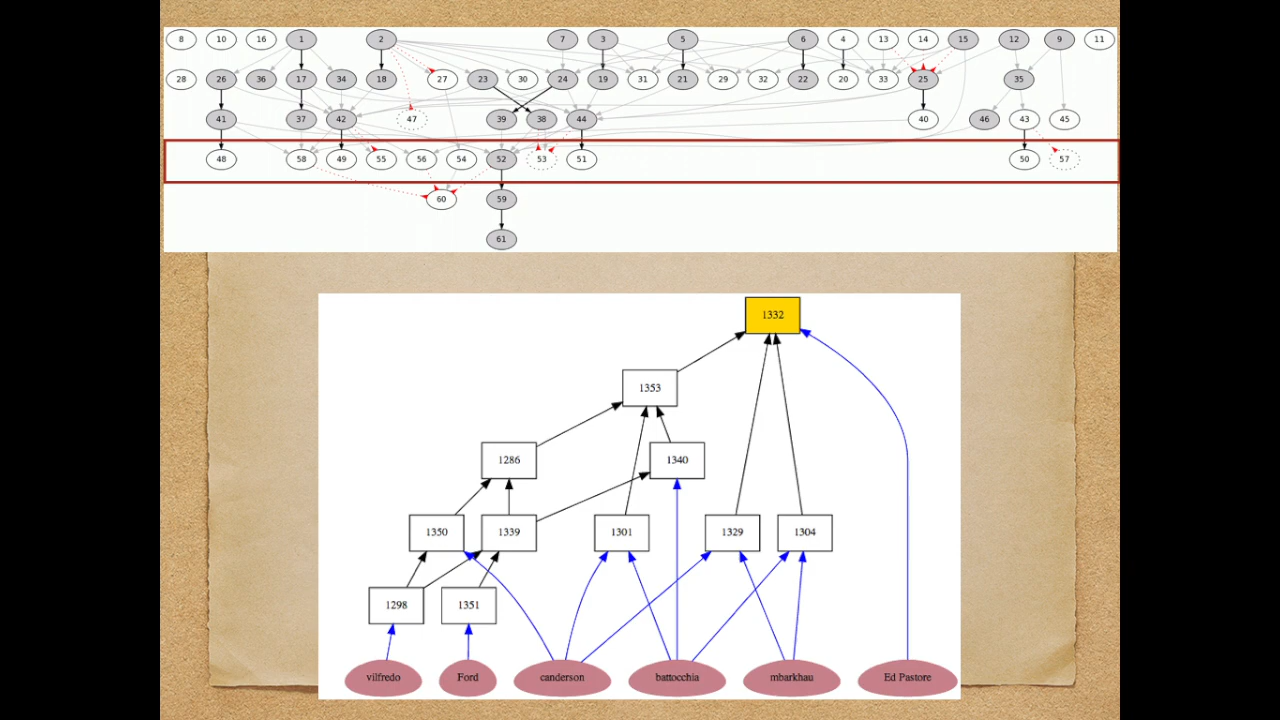 8 10 16 1 2 7 3 5 6 4 13 14 15 12 9 11
28 26 36 17 34 18 27 23 30 24 19 31 21 29 32 22 20 33 25 35
41 37 42 47 39 38 44 40 46 43 45
48 58 49 55 56 54 52 53 51 50 57
60 59
61
1332
1353
1286 1340
1350 1339 1301 1329 1304
1298 1351
vilfredo Ford canderson battocchia mbarkhau Ed Pastore